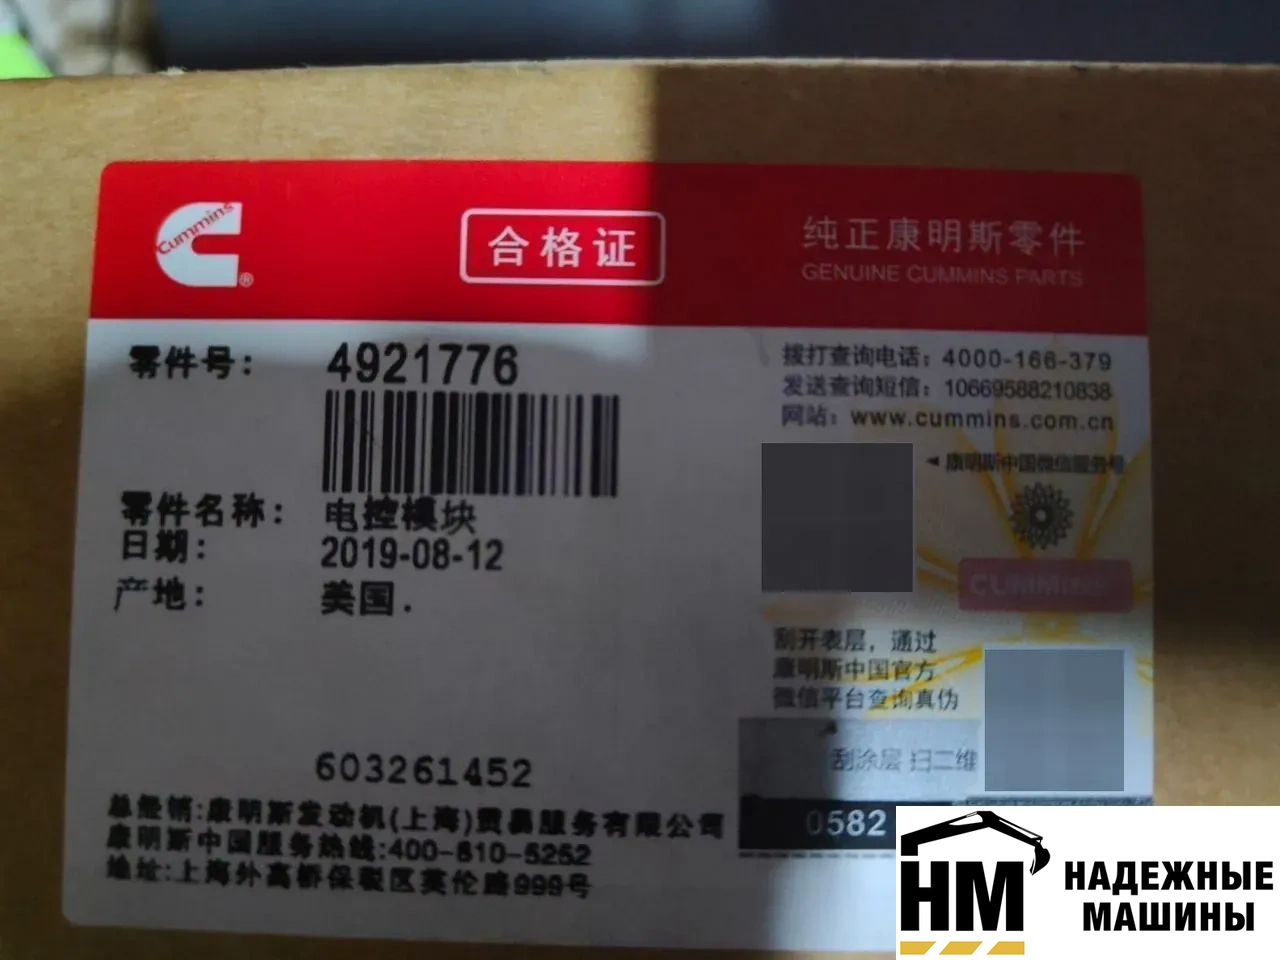 Cummins
®
合格证
纯正康明斯零件
GENUINE CUMMINS PARTS
零件号: 4921776
零件名称: 电控模块
日期: 2019-08-12
产地: 美国.
603261452
总经销:康明斯发动机(上海)贸易服务有限公司
康明斯中国服务热线:400-810-5252
地址:上海外高桥保税区英伦路999号
拨打查询电话: 4000-166-379
发送查询短信: 10669588210838
网站: www.cummins.com.cn
◄康明斯中国微信服务号
CUMMINS
刮开表层，通过
康明斯中国官方
微信平台查询真伪
刮涂层 扫二维
0582
НМ
НАДЕЖНЫЕ
МАШИНЫ